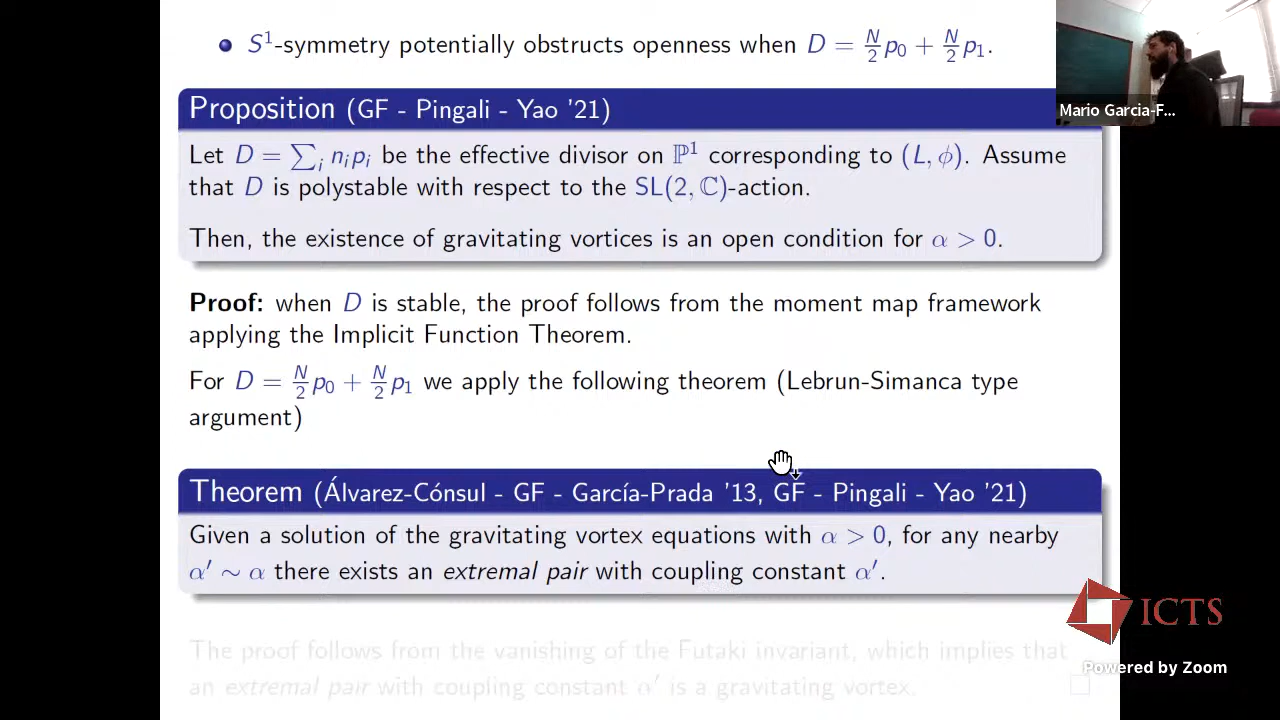 S¹-symmetry potentially obstructs openness when D = N/2 p₀ + N/2 p₁.
Proposition (GF - Pingali - Yao '21)
Mario Garcia-F...
Let D = ∑ᵢ nᵢpᵢ be the effective divisor on ℙ¹ corresponding to (L, ϕ). Assume
that D is polystable with respect to the SL(2, ℂ)-action.
Then, the existence of gravitating vortices is an open condition for α > 0.
Proof: when D is stable, the proof follows from the moment map framework
applying the Implicit Function Theorem.
For D = N/2 p₀ + N/2 p₁ we apply the following theorem (Lebrun-Simanca type
argument)
Theorem (Álvarez-Cónsul - GF - García-Prada '13, GF - Pingali - Yao '21)
Given a solution of the gravitating vortex equations with α > 0, for any nearby
α′ ∼ α there exists an extremal pair with coupling constant α′.
ICTS
The proof follows from the vanishing of the Futaki invariant, which implies that
Powered by Zoom
an extremal pair with coupling constant α′ is a gravitating vortex.